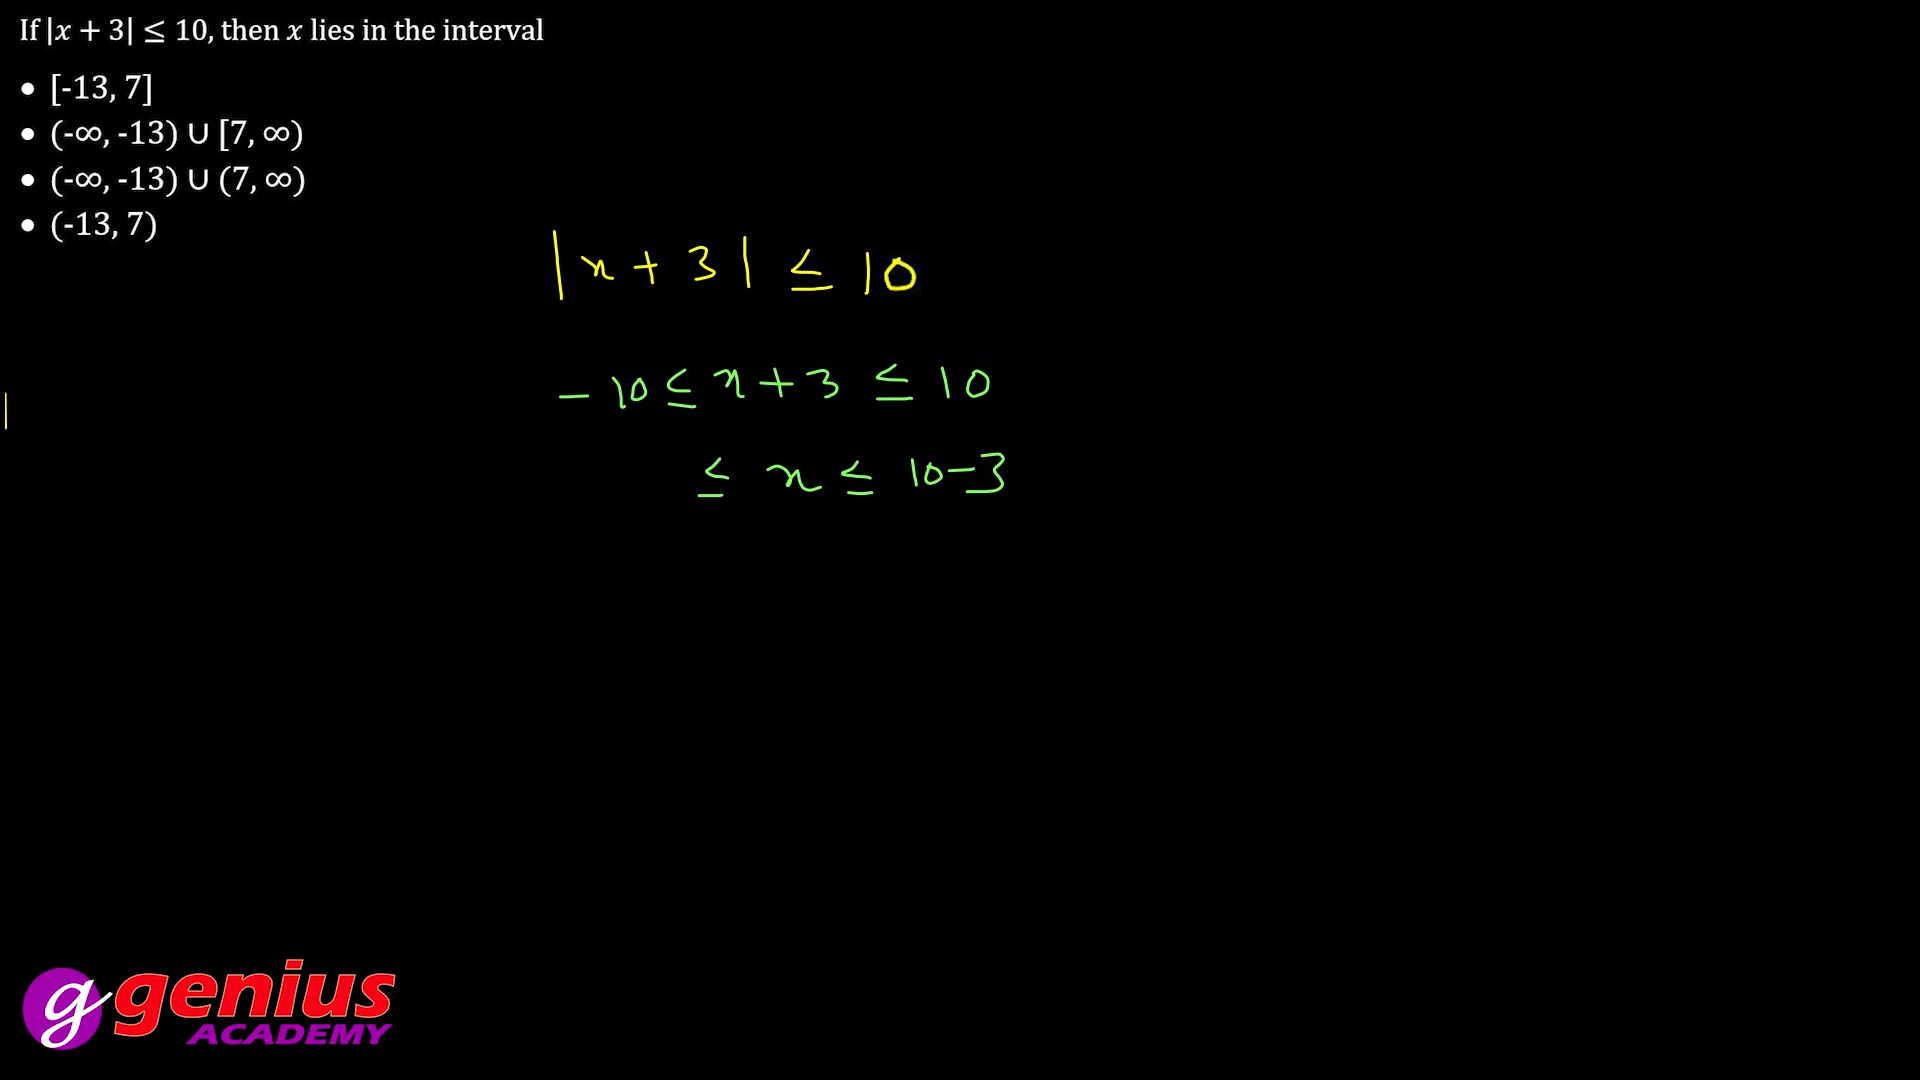 If |x + 3| ≤ 10, then x lies in the interval
• [-13, 7]
• (-∞, -13) ∪ [7, ∞)
• (-∞, -13) ∪ (7, ∞)
• (-13, 7)
|x + 3| ≤ 10
- 10 ≤ x + 3 ≤ 10
≤ x ≤ 10 - 3
g genius
ACADEMY